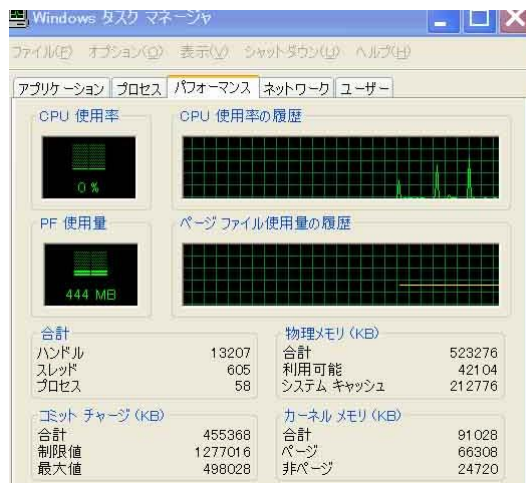 Windows タスク マネージャ
ファイル(F) オプション(O) 表示(V) シャットダウン(U) ヘルプ(H)
アプリケーション プロセス パフォーマンス ネットワーク ユーザー
CPU 使用率 CPU 使用率の履歴
0 %
PF 使用量 ページ ファイル使用量の履歴
444 MB
合計 物理メモリ (KB)
ハンドル 13207 合計 523276
スレッド 605 利用可能 42104
プロセス 58 システム キャッシュ 212776
コミット チャージ (KB) カーネル メモリ (KB)
合計 455368 合計 91028
制限値 1277016 ページ 66308
最大値 498028 非ページ 24720